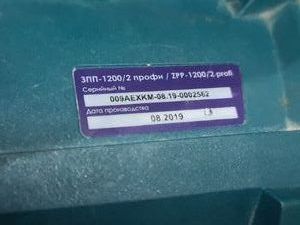 ЗПП-1200/2 профи / ZPP-1200/2 profi
Серийный №
009AEXKM-08.19-0002562
Дата производства
08.2019